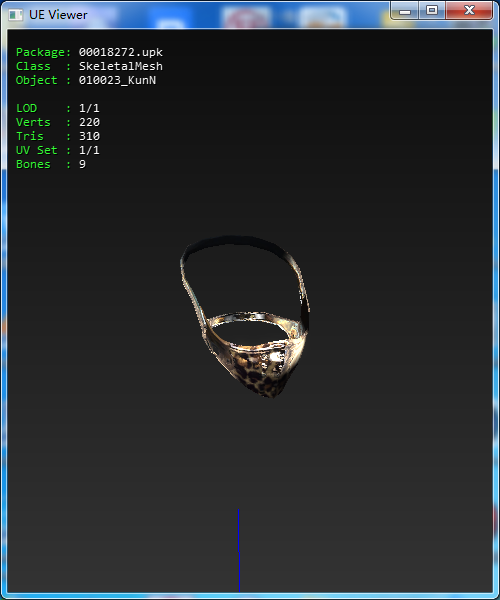 UE Viewer
Package: 00018272.upk
Class : SkeletalMesh
Object : 010023_KunN
LOD : 1/1
Verts : 220
Tris : 310
UV Set : 1/1
Bones : 9